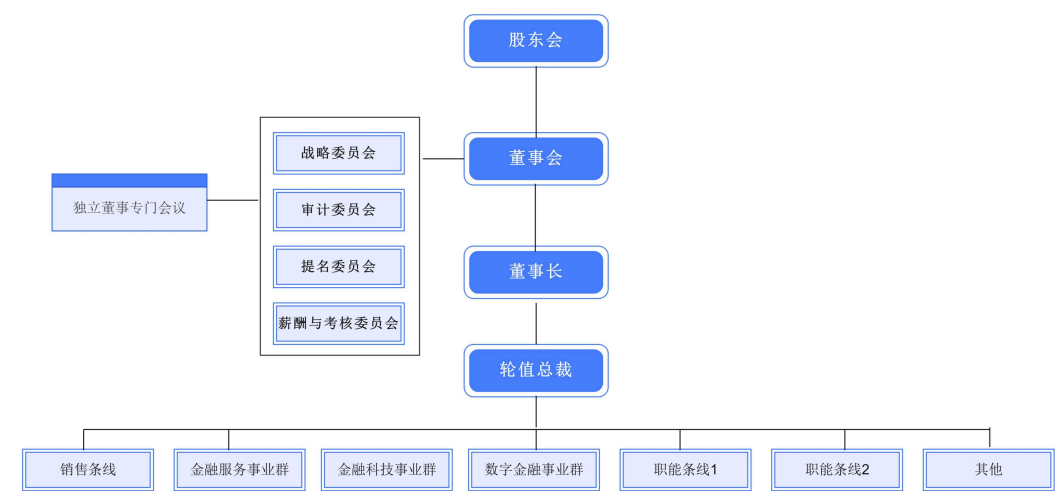 股东会
董事会
战略委员会
审计委员会
独立董事专门会议
提名委员会
董事长
薪酬与考核委员会
轮值总裁
销售条线
金融服务事业群
金融科技事业群
数字金融事业群
职能条线1
职能条线2
其他